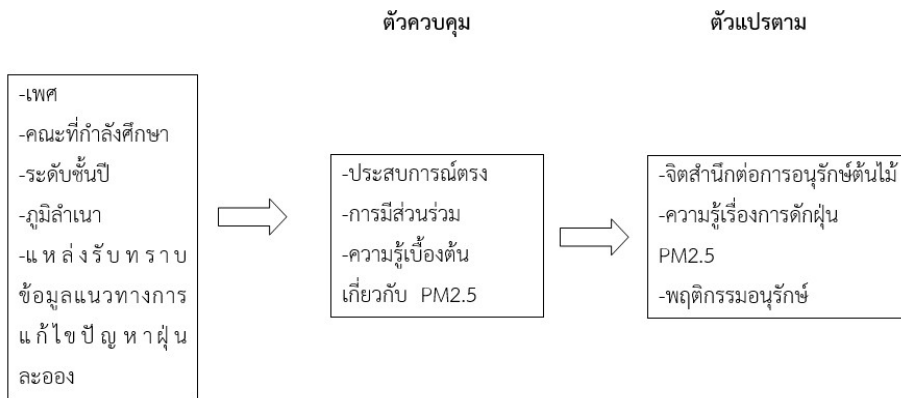 ตัวควบคุม
ตัวแปรตาม
-เพศ
-คณะที่กำลังศึกษา
-ระดับชั้นปี
-ภูมิลำเนา
-แหล่งรับทราบ
ข้อมูลแนวทางการ
แก้ไขปัญหาฝุ่น
ละออง
-ประสบการณ์ตรง
-การมีส่วนร่วม
-ความรู้เบื้องต้น
เกี่ยวกับ PM2.5
-จิตสำนึกต่อการอนุรักษ์ต้นไม้
-ความรู้เรื่องการดักฝุ่น
PM2.5
-พฤติกรรมอนุรักษ์